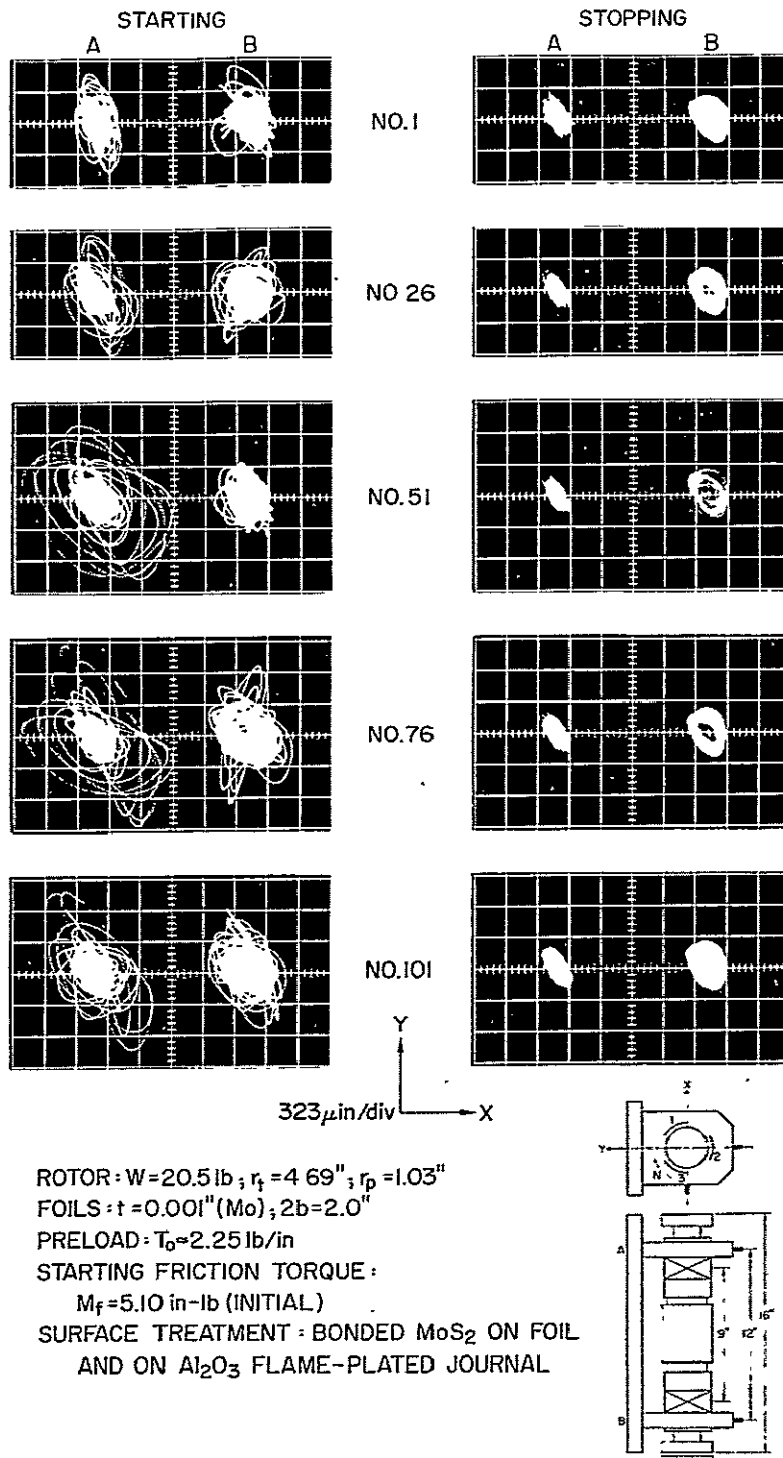 STARTING
STOPPING
A B
A B
NO.1
NO 26
NO.51
NO.76
NO.101
Y
323μin/div
X
ROTOR: W=20.5 lb; rt=4 69"; rp=1.03"
FOILS: t=0.001"(Mo); 2b=2.0"
PRELOAD: To≈2.25 lb/in
STARTING FRICTION TORQUE:
Mf=5.10 in-lb (INITIAL)
SURFACE TREATMENT: BONDED MoS2 ON FOIL
AND ON Al2O3 FLAME-PLATED JOURNAL
X
Y
1
2
N
3
A
9"
12"
16"
B